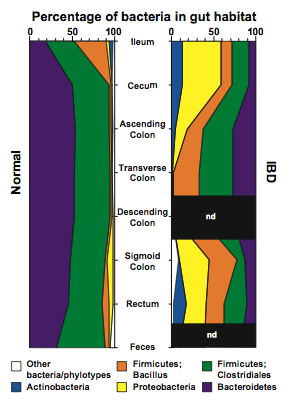 Percentage of bacteria in gut habitat
0 50 100 0 50 100
Ileum
Cecum
Ascending
Colon
Transverse
Colon
Descending
Colon
Sigmoid
Colon
Rectum
Feces
Normal
IBD
nd
nd
Other
bacteria/phylotypes
Firmicutes;
Bacillus
Firmicutes;
Clostridiales
Actinobacteria
Proteobacteria
Bacteroidetes